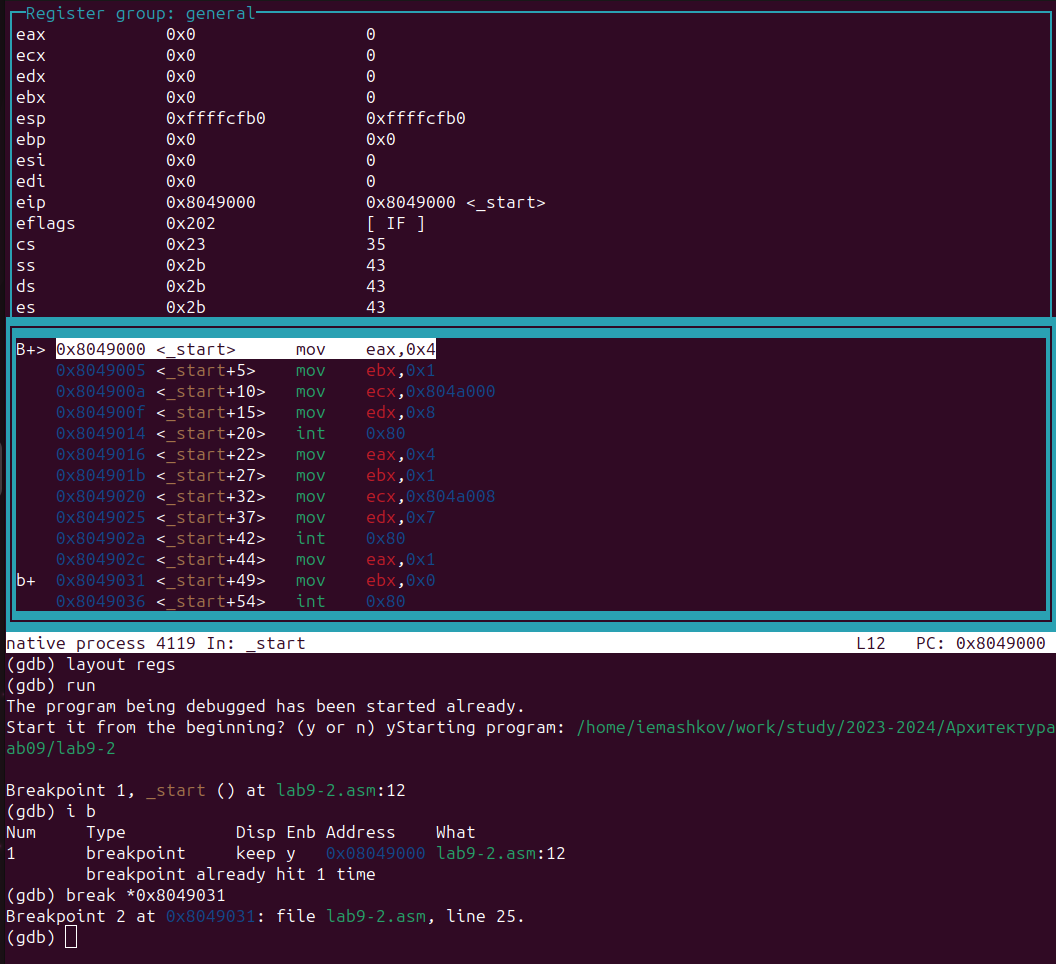 Register group: general
eax 0x0 0
ecx 0x0 0
edx 0x0 0
ebx 0x0 0
esp 0xffffcfb0 0xffffcfb0
ebp 0x0 0x0
esi 0x0 0
edi 0x0 0
eip 0x8049000 0x8049000 <_start>
eflags 0x202 [ IF ]
cs 0x23 35
ss 0x2b 43
ds 0x2b 43
es 0x2b 43
B+> 0x8049000 <_start> mov eax,0x4
0x8049005 <_start+5> mov ebx,0x1
0x804900a <_start+10> mov ecx,0x804a000
0x804900f <_start+15> mov edx,0x8
0x8049014 <_start+20> int 0x80
0x8049016 <_start+22> mov eax,0x4
0x804901b <_start+27> mov ebx,0x1
0x8049020 <_start+32> mov ecx,0x804a008
0x8049025 <_start+37> mov edx,0x7
0x804902a <_start+42> int 0x80
0x804902c <_start+44> mov eax,0x1
b+ 0x8049031 <_start+49> mov ebx,0x0
0x8049036 <_start+54> int 0x80
native process 4119 In: _start L12 PC: 0x8049000
(gdb) layout regs
(gdb) run
The program being debugged has been started already.
Start it from the beginning? (y or n) yStarting program: /home/iemashkov/work/study/2023-2024/Архитектура
ab09/lab9-2
Breakpoint 1, _start () at lab9-2.asm:12
(gdb) i b
Num Type Disp Enb Address What
1 breakpoint keep y 0x08049000 lab9-2.asm:12
breakpoint already hit 1 time
(gdb) break *0x8049031
Breakpoint 2 at 0x8049031: file lab9-2.asm, line 25.
(gdb)